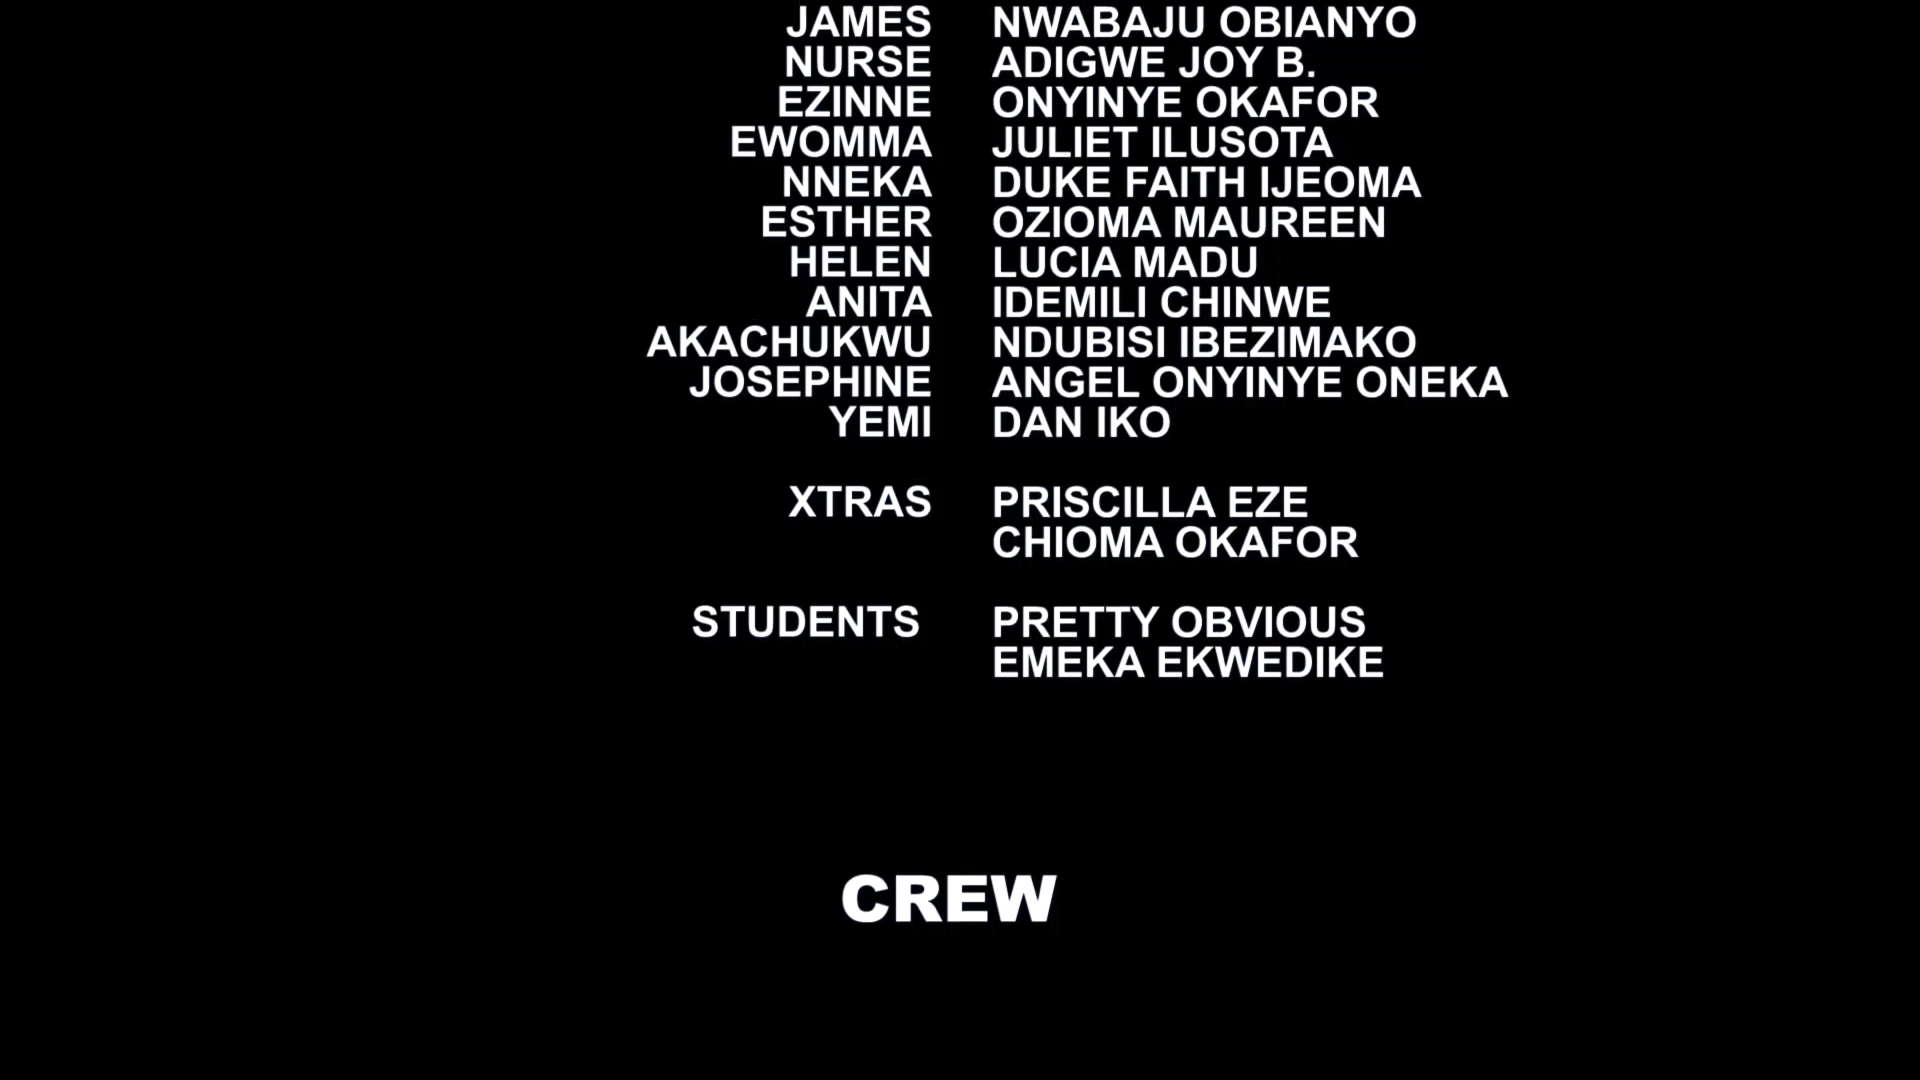 JAMES NWABAJU OBIANYO
NURSE ADIGWE JOY B.
EZINNE ONYINYE OKAFOR
EWOMMA JULIET ILUSOTA
NNEKA DUKE FAITH IJEOMA
ESTHER OZIOMA MAUREEN
HELEN LUCIA MADU
ANITA IDEMILI CHINWE
AKACHUKWU NDUBISI IBEZIMAKO
JOSEPHINE ANGEL ONYINYE ONEKA
YEMI DAN IKO
XTRAS PRISCILLA EZE
CHIOMA OKAFOR
STUDENTS PRETTY OBVIOUS
EMEKA EKWEDIKE
CREW